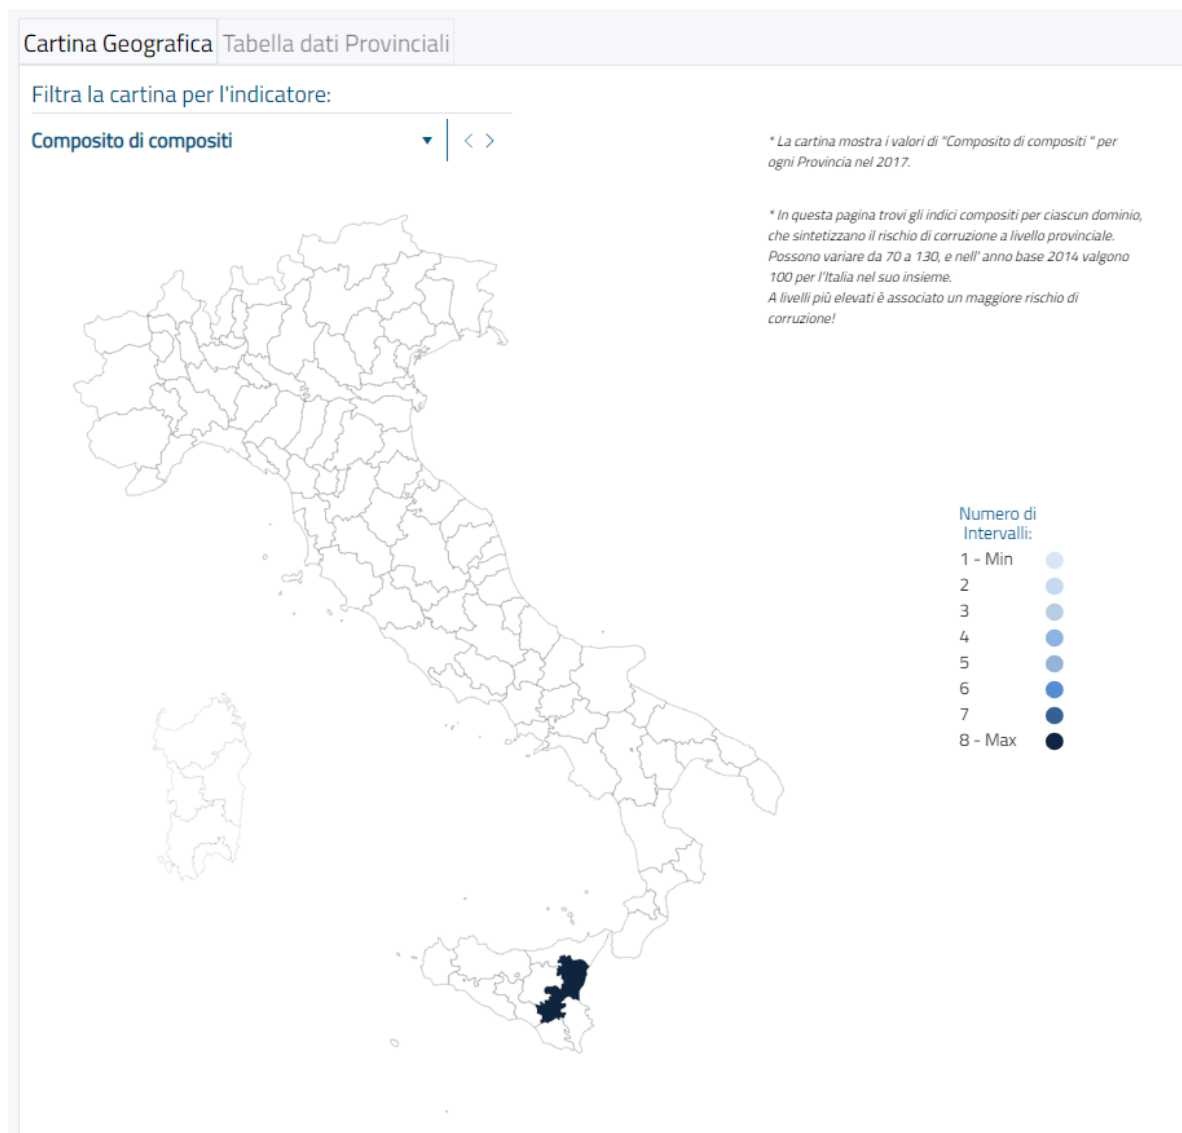 Cartina Geografica
Tabella dati Provinciali
Filtra la cartina per l'indicatore:
Composito di compositi
* La cartina mostra i valori di "Composito di compositi " per
ogni Provincia nel 2017.
* In questa pagina trovi gli indici compositi per ciascun dominio,
che sintetizzano il rischio di corruzione a livello provinciale.
Possono variare da 70 a 130, e nell' anno base 2014 valgono
100 per l'Italia nel suo insieme.
A livelli più elevati è associato un maggiore rischio di
corruzione!
Numero di
Intervalli:
1 - Min
2
3
4
5
6
7
8 - Max